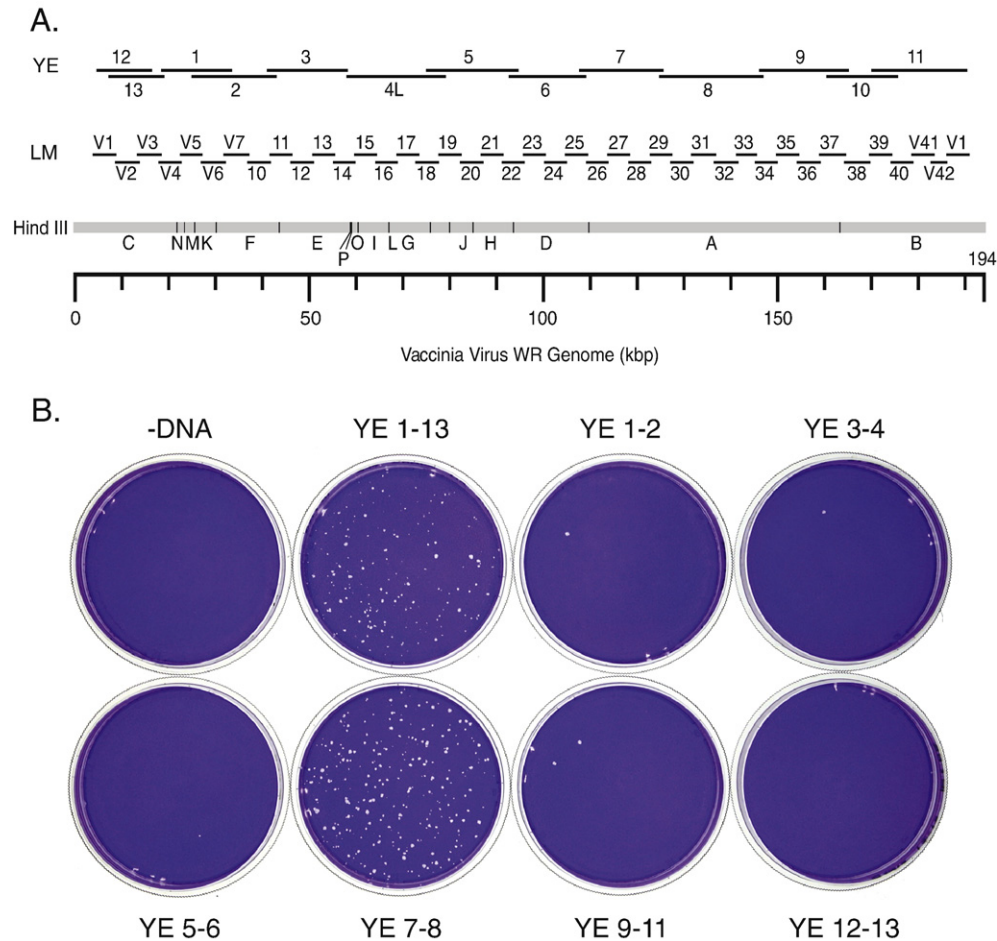 A.
12 1 3 5 7 9 11
YE
13 2 4L 6 8 10
V1 V3 V5 V7 11 13 15 17 19 21 23 25 27 29 31 33 35 37 39 V41 V1
LM
V2 V4 V6 10 12 14 16 18 20 22 24 26 28 30 32 34 36 38 40 V42
Hind III
C N M K F E O I L G J H D A B
P
194
0 50 100 150
Vaccinia Virus WR Genome (kbp)
B.
-DNA YE 1-13 YE 1-2 YE 3-4
YE 5-6 YE 7-8 YE 9-11 YE 12-13